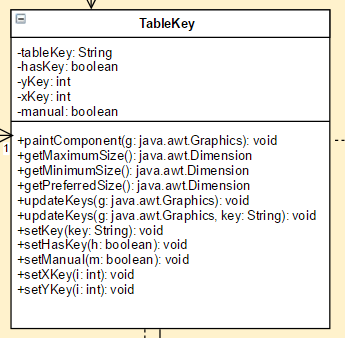 TableKey
-tableKey: String
-hasKey: boolean
-yKey: int
-xKey: int
-manual: boolean
1
+paintComponent(g: java.awt.Graphics): void
+getMaximumSize(): java.awt.Dimension
+getMinimumSize(): java.awt.Dimension
+getPreferredSize(): java.awt.Dimension
+updateKeys(g: java.awt.Graphics): void
+updateKeys(g: java.awt.Graphics, key: String): void
+setKey(key: String): void
+setHasKey(h: boolean): void
+setManual(m: boolean): void
+setXKey(i: int): void
+setYKey(i: int): void